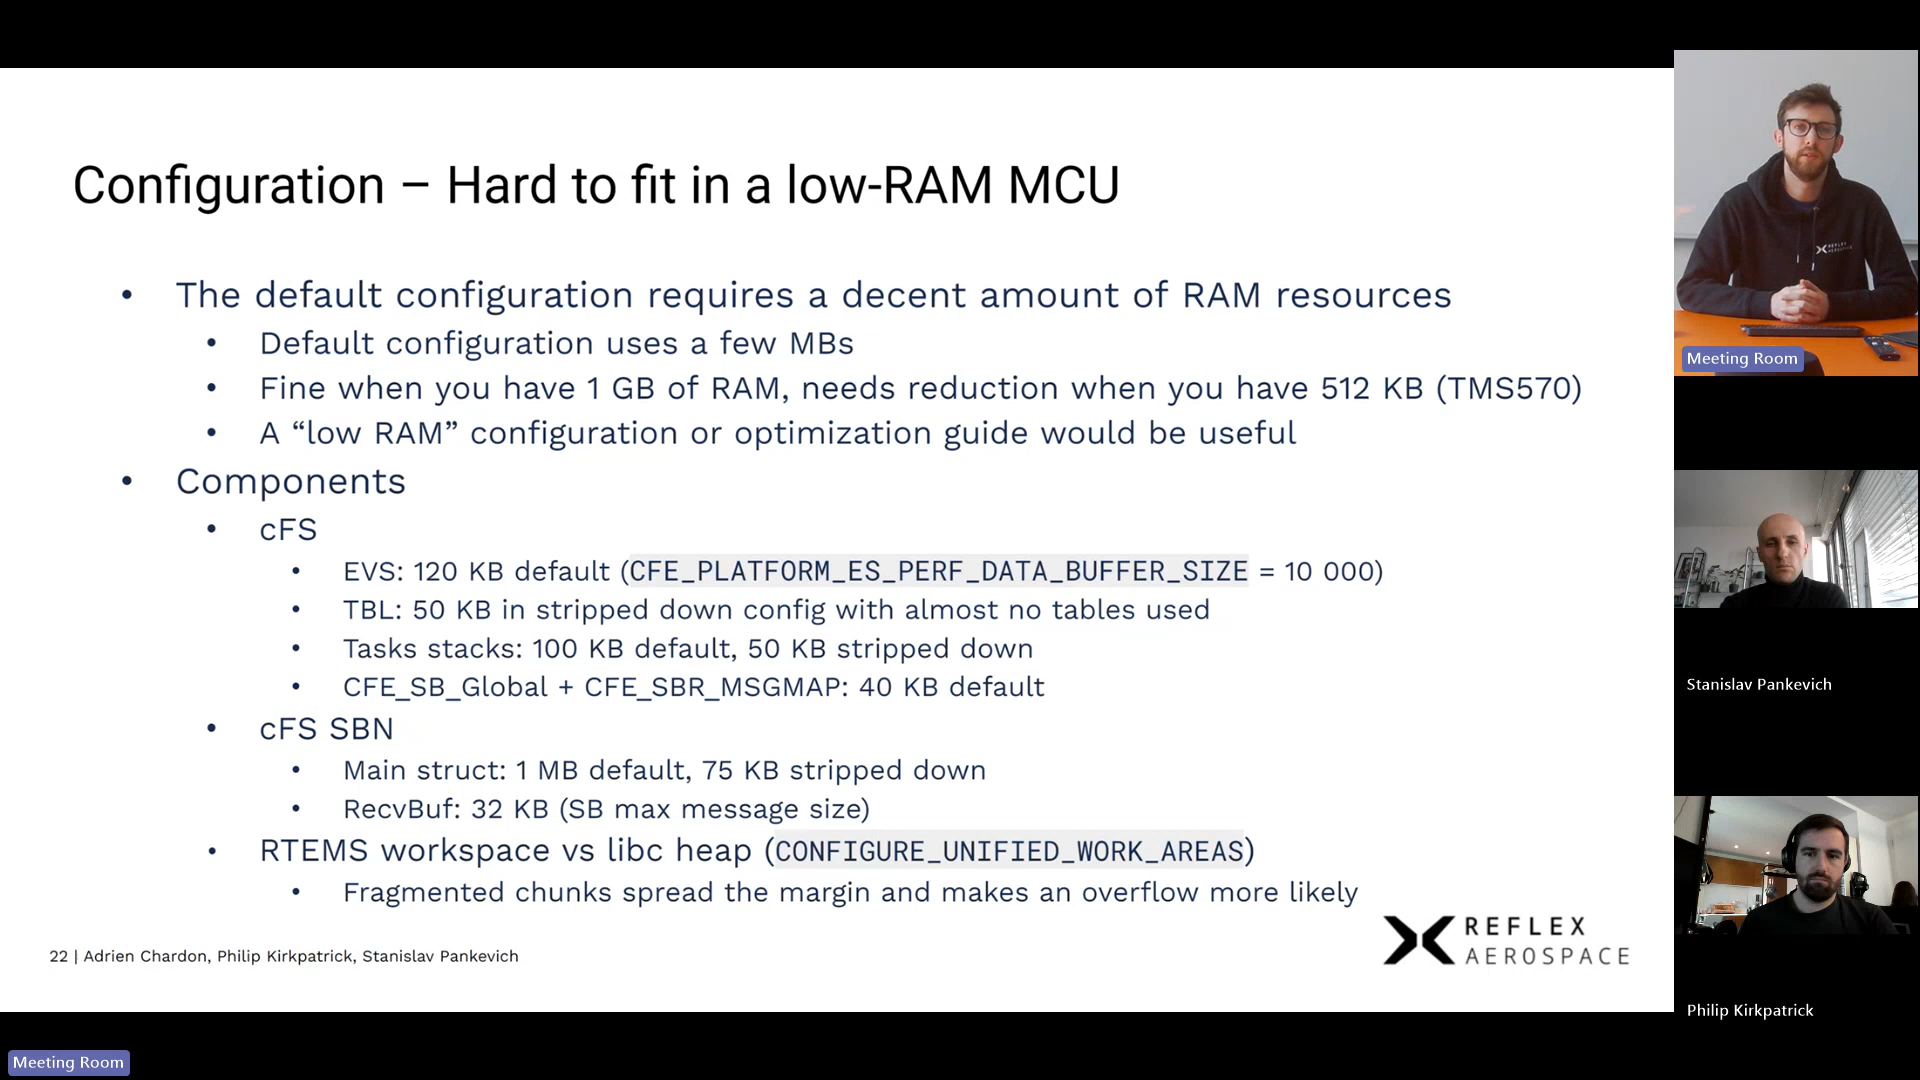 Configuration – Hard to fit in a low-RAM MCU
• The default configuration requires a decent amount of RAM resources
• Default configuration uses a few MBs
• Fine when you have 1 GB of RAM, needs reduction when you have 512 KB (TMS570)
• A “low RAM” configuration or optimization guide would be useful
• Components
• cFS
• EVS: 120 KB default (CFE_PLATFORM_ES_PERF_DATA_BUFFER_SIZE = 10 000)
• TBL: 50 KB in stripped down config with almost no tables used
• Tasks stacks: 100 KB default, 50 KB stripped down
• CFE_SB_Global + CFE_SBR_MSGMAP: 40 KB default
• cFS SBN
• Main struct: 1 MB default, 75 KB stripped down
• RecvBuf: 32 KB (SB max message size)
• RTEMS workspace vs libc heap (CONFIGURE_UNIFIED_WORK_AREAS)
• Fragmented chunks spread the margin and makes an overflow more likely
22 | Adrien Chardon, Philip Kirkpatrick, Stanislav Pankevich
REFLEX
AEROSPACE
REFLEX
AEROSPACE
Meeting Room
Stanislav Pankevich
Philip Kirkpatrick
Meeting Room